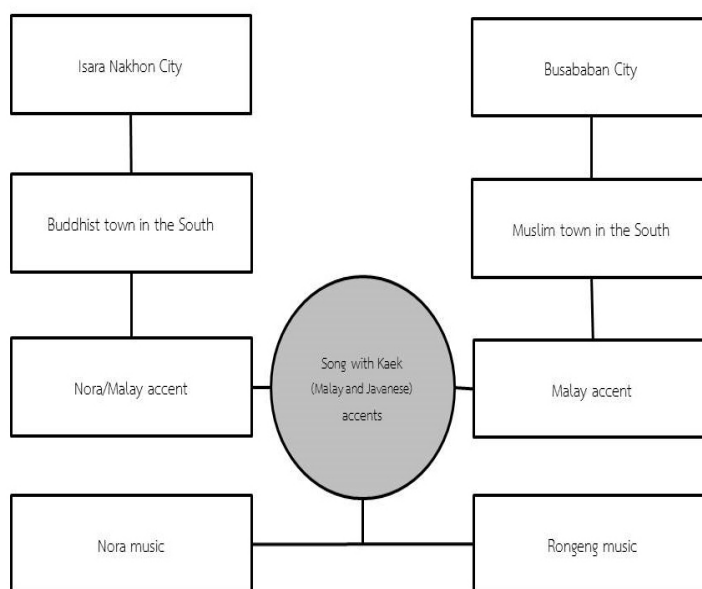 Isara Nakhon City
Busababan City
Buddhist town in the South
Muslim town in the South
Nora/Malay accent
Song with Kaek
(Malay and Javanese)
accents
Malay accent
Nora music
Rongeng music